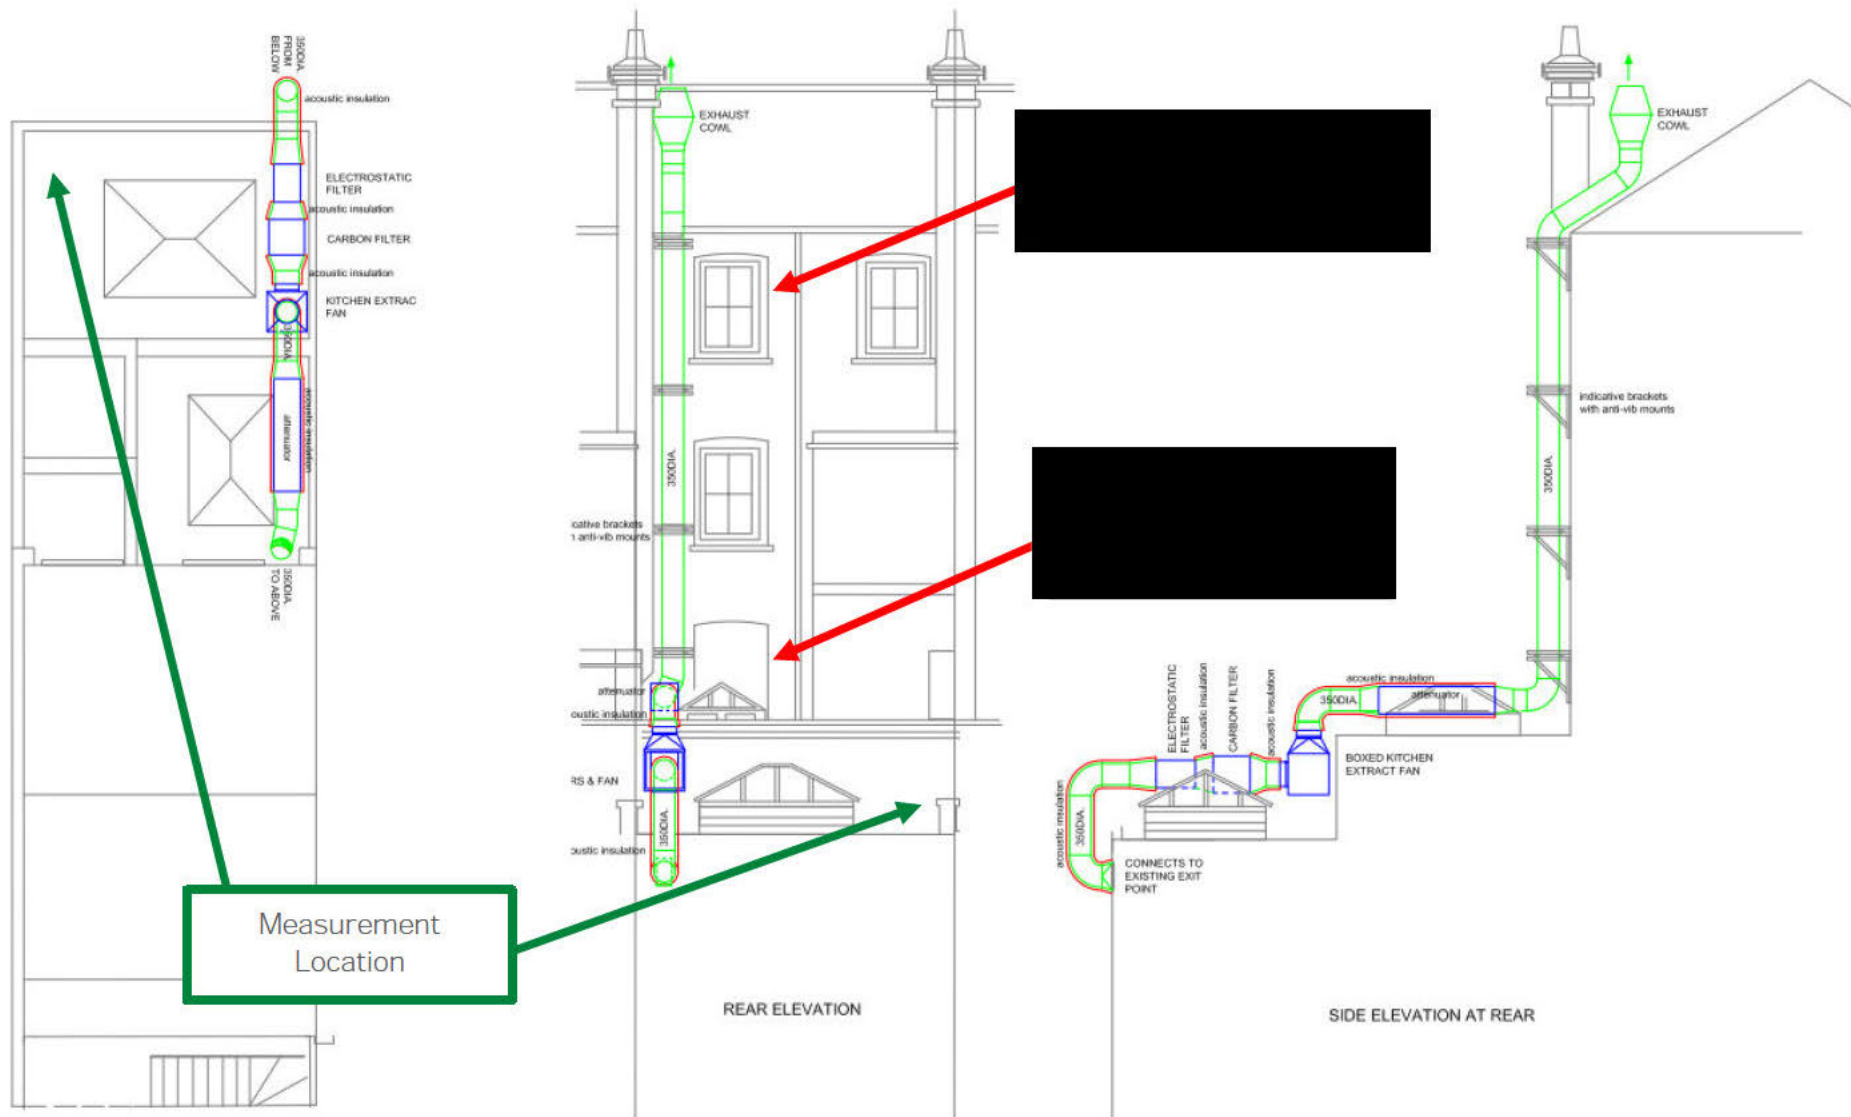 350DIA.
FROM
BELOW
acoustic insulation
ELECTROSTATIC
FILTER
acoustic insulation
CARBON FILTER
acoustic insulation
KITCHEN EXTRAC
FAN
350DIA.
attenuator
acoustic insulation
350DIA.
TO ABOVE
Measurement
Location
EXHAUST
COWL
350DIA.
icative brackets
n anti-vib mounts
attenuator
oustic insulation
RS & FAN
350DIA.
oustic insulation
REAR ELEVATION
EXHAUST
COWL
indicative brackets
with anti-vib mounts
350DIA.
ELECTROSTATIC
FILTER
acoustic insulation
CARBON FILTER
acoustic insulation
acoustic insulation
350DIA.
attenuator
BOXED KITCHEN
EXTRACT FAN
acoustic insulation
350DIA.
CONNECTS TO
EXISTING EXIT
POINT
SIDE ELEVATION AT REAR